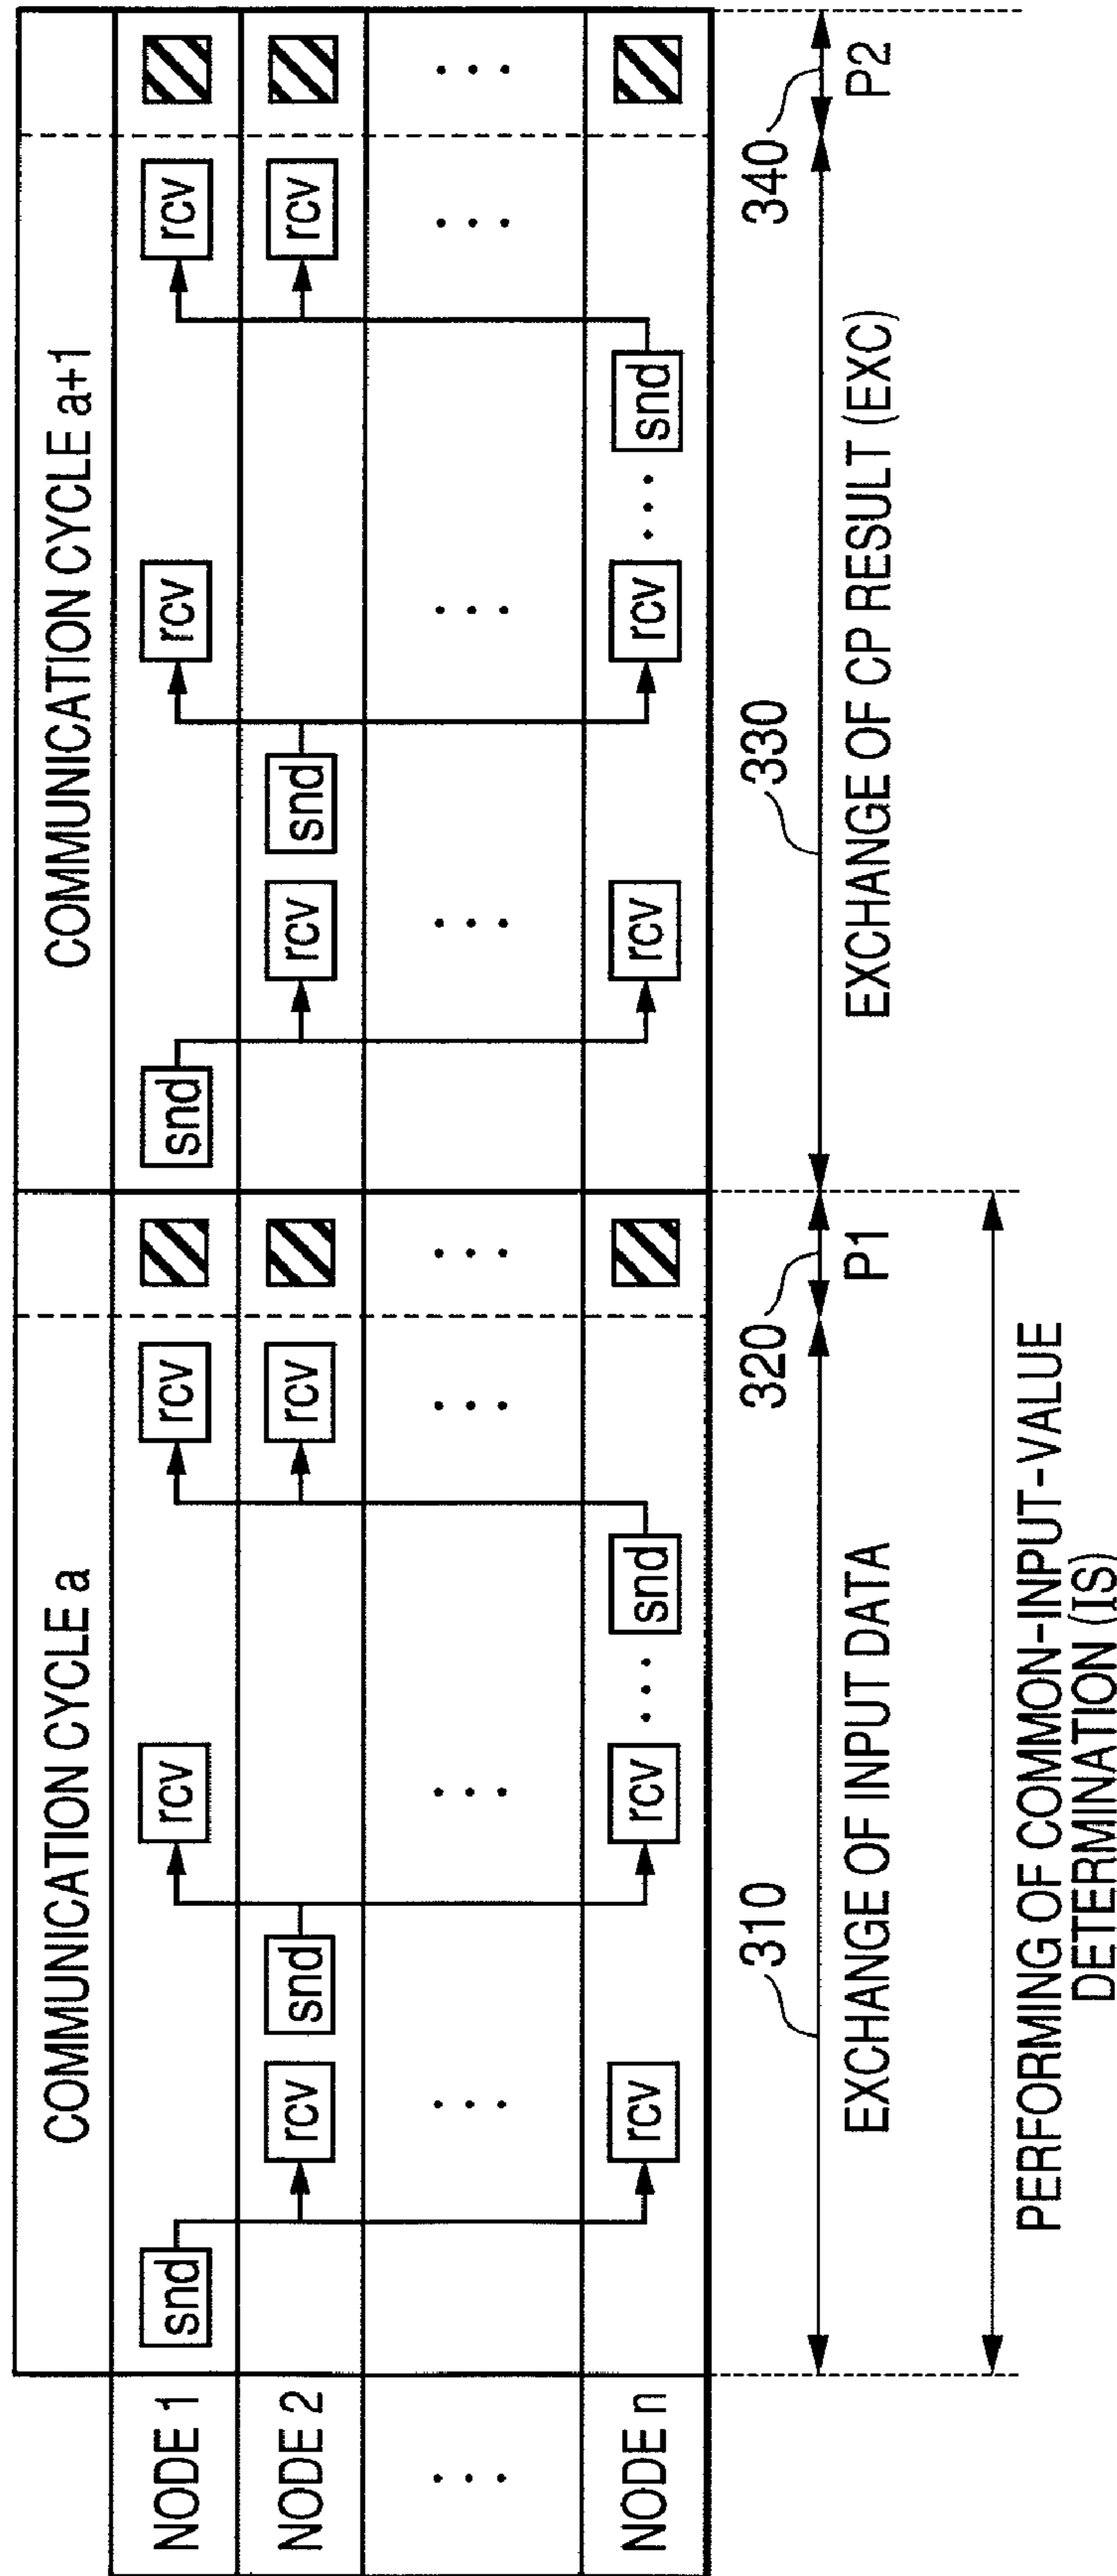 COMMUNICATION CYCLE a
COMMUNICATION CYCLE a+1
NODE 1
snd
rcv
rcv
snd
rcv
rcv
NODE 2
rcv
snd
rcv
rcv
snd
rcv
...
...
...
...
...
...
...
...
...
NODE n
rcv
rcv
...
snd
rcv
rcv
...
snd
310
320
330
340
EXCHANGE OF INPUT DATA
P1
EXCHANGE OF CP RESULT (EXC)
P2
PERFORMING OF COMMON-INPUT-VALUE
DETERMINATION (IS)